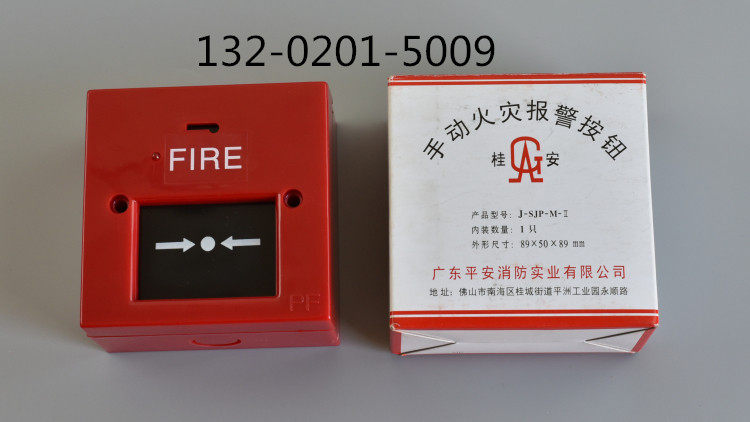 132-0201-5009
FIRE
PF
手动火灾报警按钮
桂 安
产品型号：J-SJP-M-Ⅱ
内装数量：1只
外形尺寸：89×50×89 mm
广东平安消防实业有限公司
地址：佛山市南海区桂城街道平洲工业园永顺路